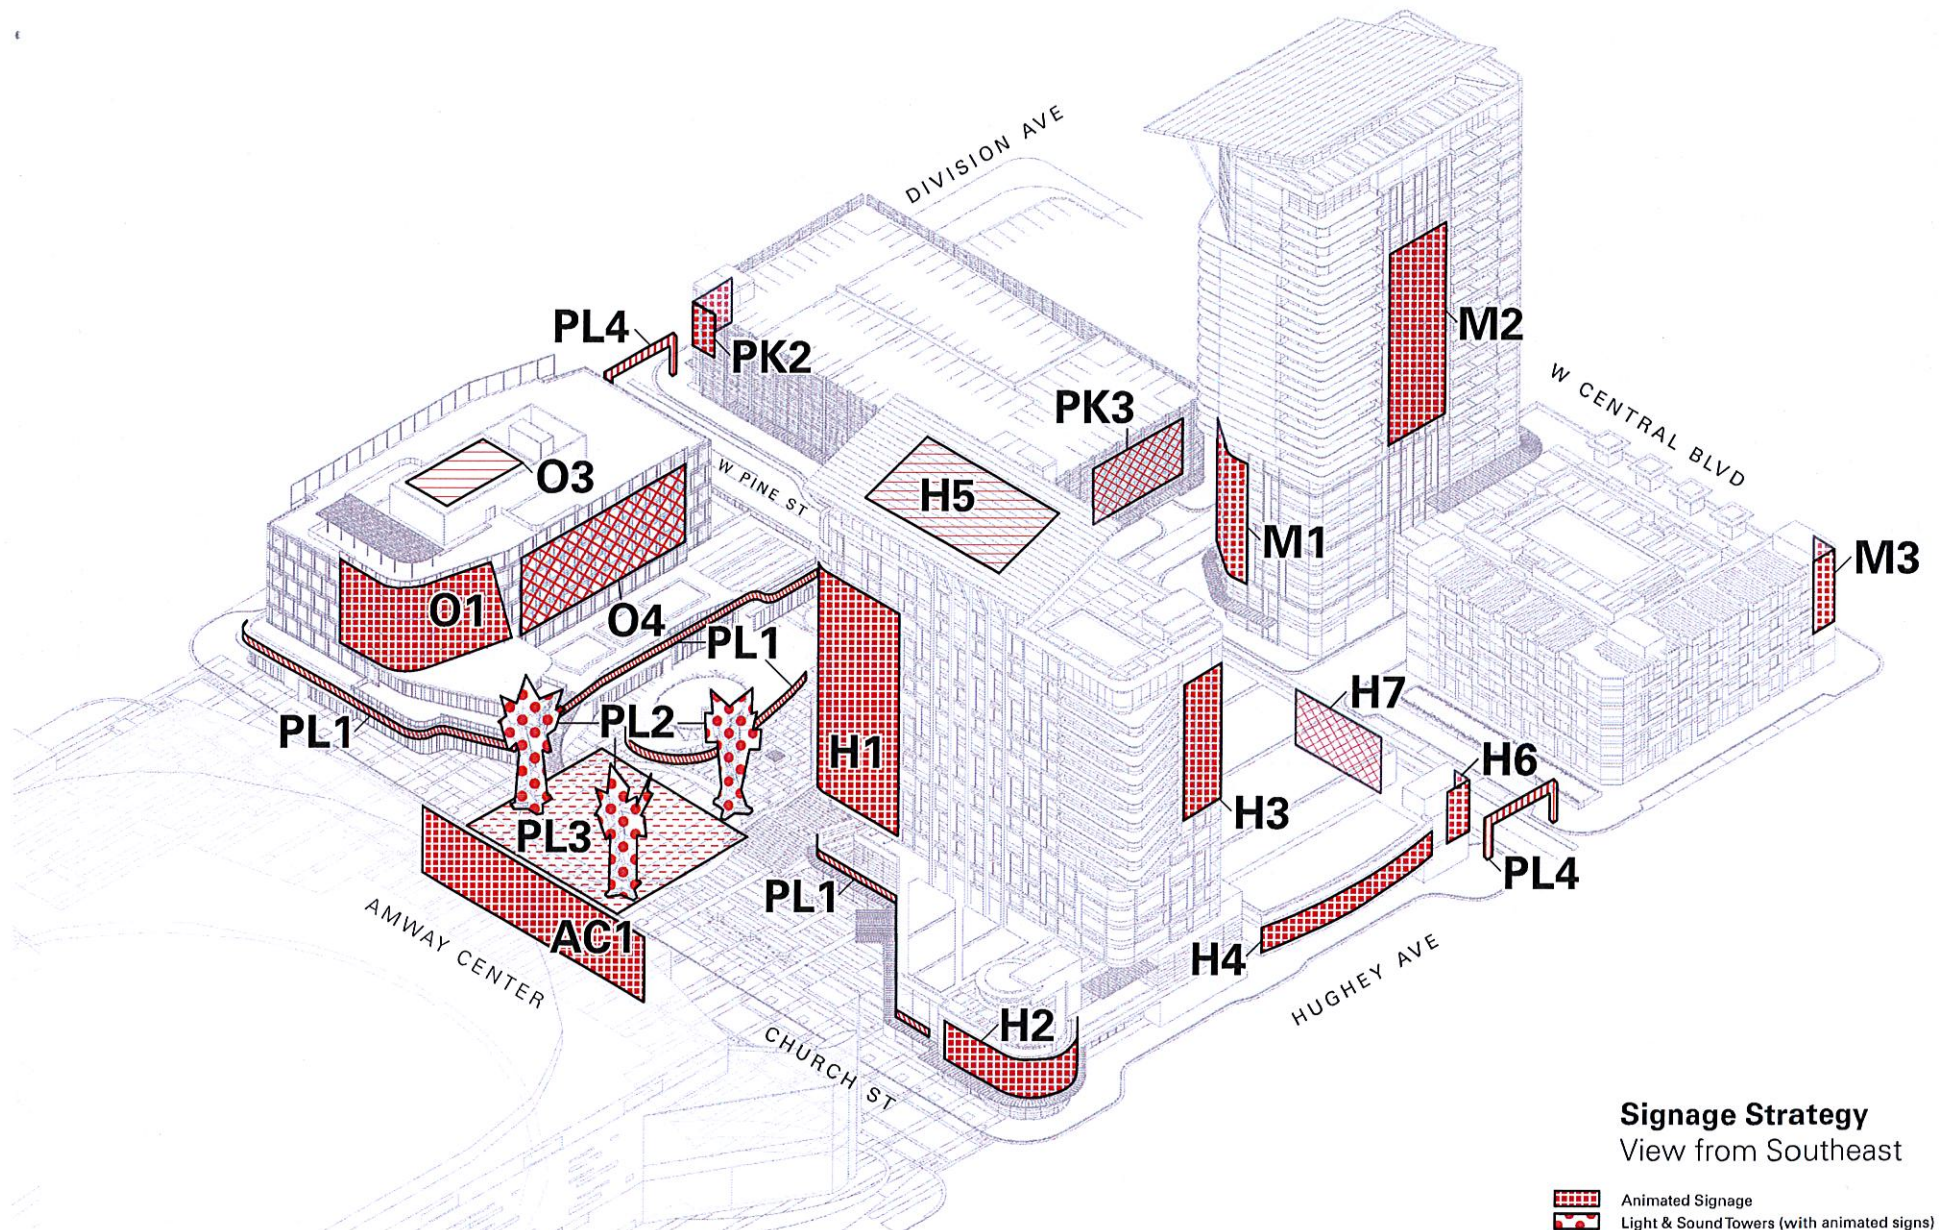 DIVISION AVE
PL4
PK2
M2
W CENTRAL BLVD
PK3
O3
W PINE ST
H5
M1
M3
O1
O4
PL1
PL1
PL2
H7
H1
H6
H3
PL3
PL4
PL1
AC1
AMWAY CENTER
H4
HUGHEY AVE
H2
CHURCH ST
Signage Strategy
View from Southeast
Animated Signage
Light & Sound Towers (with animated signs)